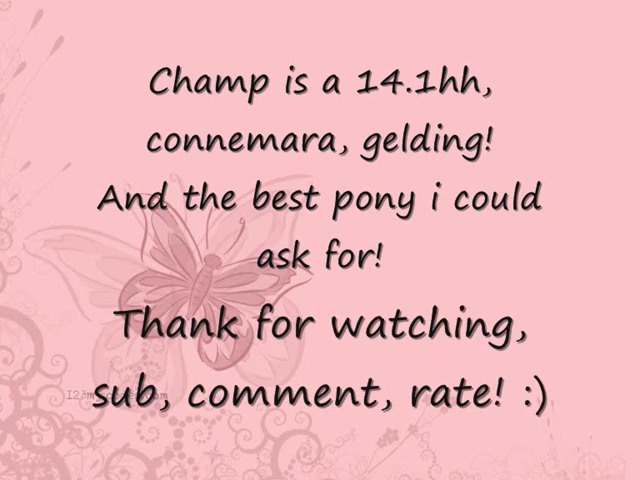 Champ is a 14.1hh,
connemara, gelding!
And the best pony i could
ask for!
Thank for watching,
sub, comment, rate! :)